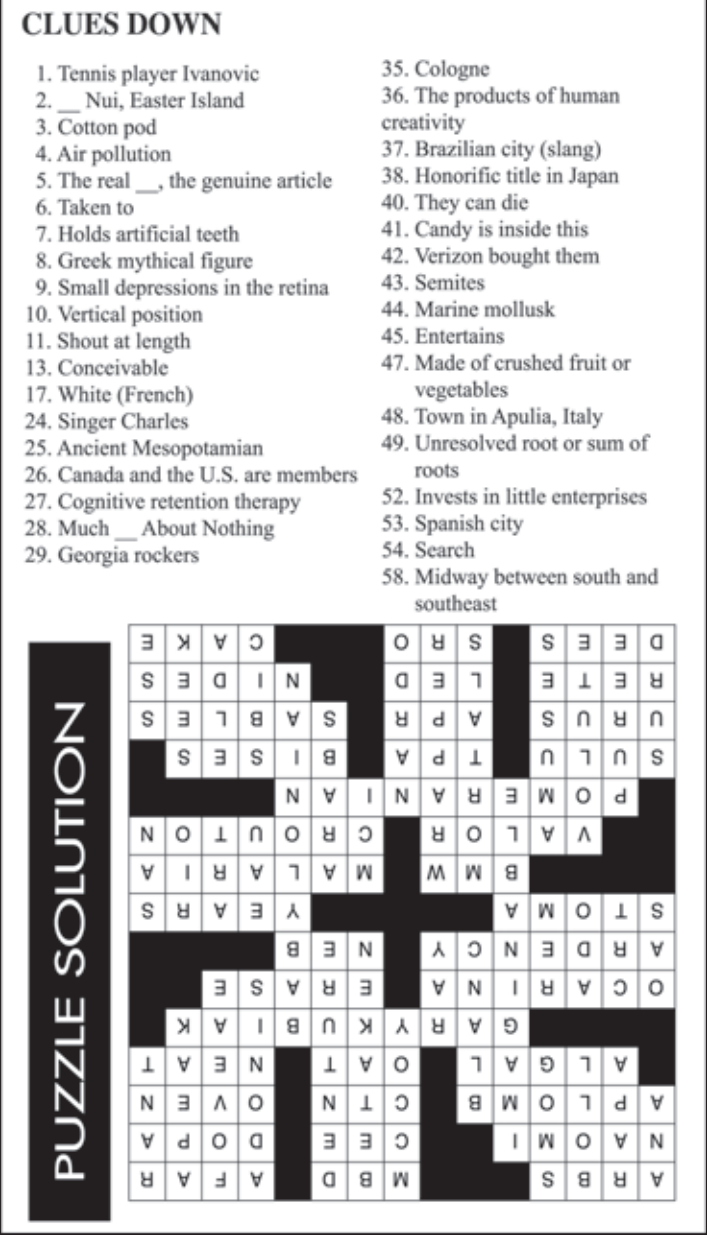 CLUES DOWN
1. Tennis player Ivanovic
2. __ Nui, Easter Island
3. Cotton pod
4. Air pollution
5. The real __, the genuine article
6. Taken to
7. Holds artificial teeth
8. Greek mythical figure
9. Small depressions in the retina
10. Vertical position
11. Shout at length
13. Conceivable
17. White (French)
24. Singer Charles
25. Ancient Mesopotamian
26. Canada and the U.S. are members
27. Cognitive retention therapy
28. Much __ About Nothing
29. Georgia rockers
35. Cologne
36. The products of human
creativity
37. Brazilian city (slang)
38. Honorific title in Japan
40. They can die
41. Candy is inside this
42. Verizon bought them
43. Semites
44. Marine mollusk
45. Entertains
47. Made of crushed fruit or
vegetables
48. Town in Apulia, Italy
49. Unresolved root or sum of
roots
52. Invests in little enterprises
53. Spanish city
54. Search
58. Midway between south and
southeast
PUZZLE SOLUTION
A R B S M B D A F A R
N A O M I C E E D O P A
A P L O M B C T N O V E N
A L G A L O A T N E A T
G A R Y K U B I A K
O C A R I N A E R A S E
A R D E N C Y N E B
S T O M A Y E A R S
B M W M A L A R I A
V A L O R C R O U T O N
P O M E R A N I A N
S U L U T P A B I S E S
U R U S A P R S A B L E S
R E T E L E D N I D E S
D E E S S R O C A K E